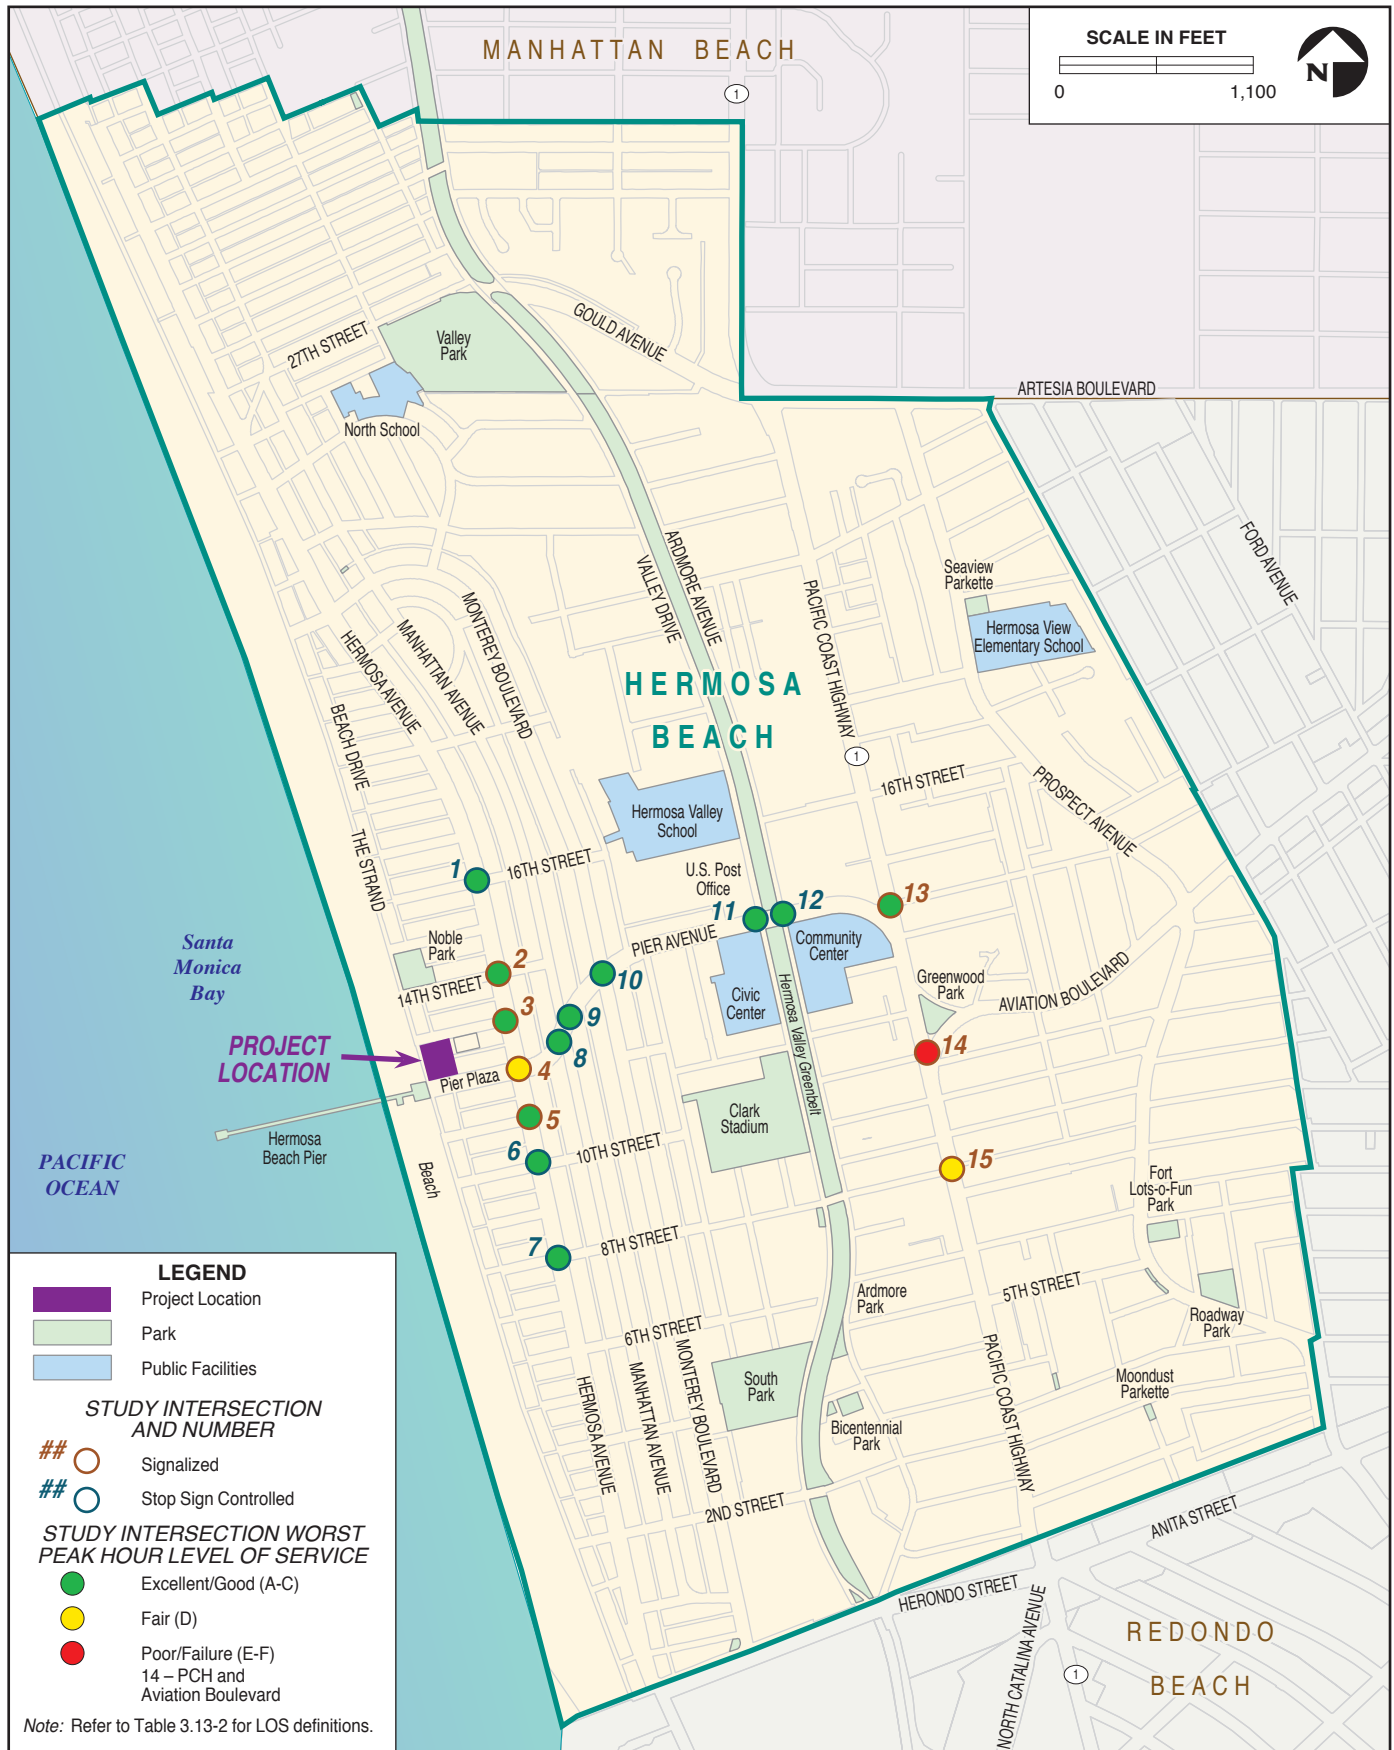 MANHATTAN BEACH
SCALE IN FEET
0 1,100
N
1
27TH STREET
Valley
Park
GOULD AVENUE
North School
ARTESIA BOULEVARD
FORD AVENUE
ARDMORE AVENUE
VALLEY DRIVE
PACIFIC COAST HIGHWAY
Seaview
Parkette
Hermosa View
Elementary School
MONTEREY BOULEVARD
MANHATTAN AVENUE
HERMOSA AVENUE
BEACH DRIVE
THE STRAND
HERMOSA
BEACH
1
16TH STREET
PROSPECT AVENUE
Hermosa Valley
School
16TH STREET
U.S. Post
Office
1
11
12
13
PIER AVENUE
Community
Center
Civic
Center
Hermosa Valley Greenbelt
Greenwood
Park
AVIATION BOULEVARD
Santa
Monica
Bay
Noble
Park
14TH STREET
2
3
10
9
8
4
14
PROJECT
LOCATION
Pier Plaza
5
6
10TH STREET
Clark
Stadium
15
Hermosa
Beach Pier
PACIFIC
OCEAN
Beach
Fort
Lots-o-Fun
Park
7
8TH STREET
Ardmore
Park
5TH STREET
Roadway
Park
6TH STREET
South
Park
Moondust
Parkette
PACIFIC COAST HIGHWAY
HERMOSA AVENUE
MANHATTAN AVENUE
MONTEREY BOULEVARD
Bicentennial
Park
2ND STREET
ANITA STREET
HERONDO STREET
NORTH CATALINA AVENUE
1
REDONDO
BEACH
LEGEND
Project Location
Park
Public Facilities
STUDY INTERSECTION
AND NUMBER
## Signalized
## Stop Sign Controlled
STUDY INTERSECTION WORST
PEAK HOUR LEVEL OF SERVICE
Excellent/Good (A-C)
Fair (D)
Poor/Failure (E-F)
14 – PCH and
Aviation Boulevard
Note: Refer to Table 3.13-2 for LOS definitions.